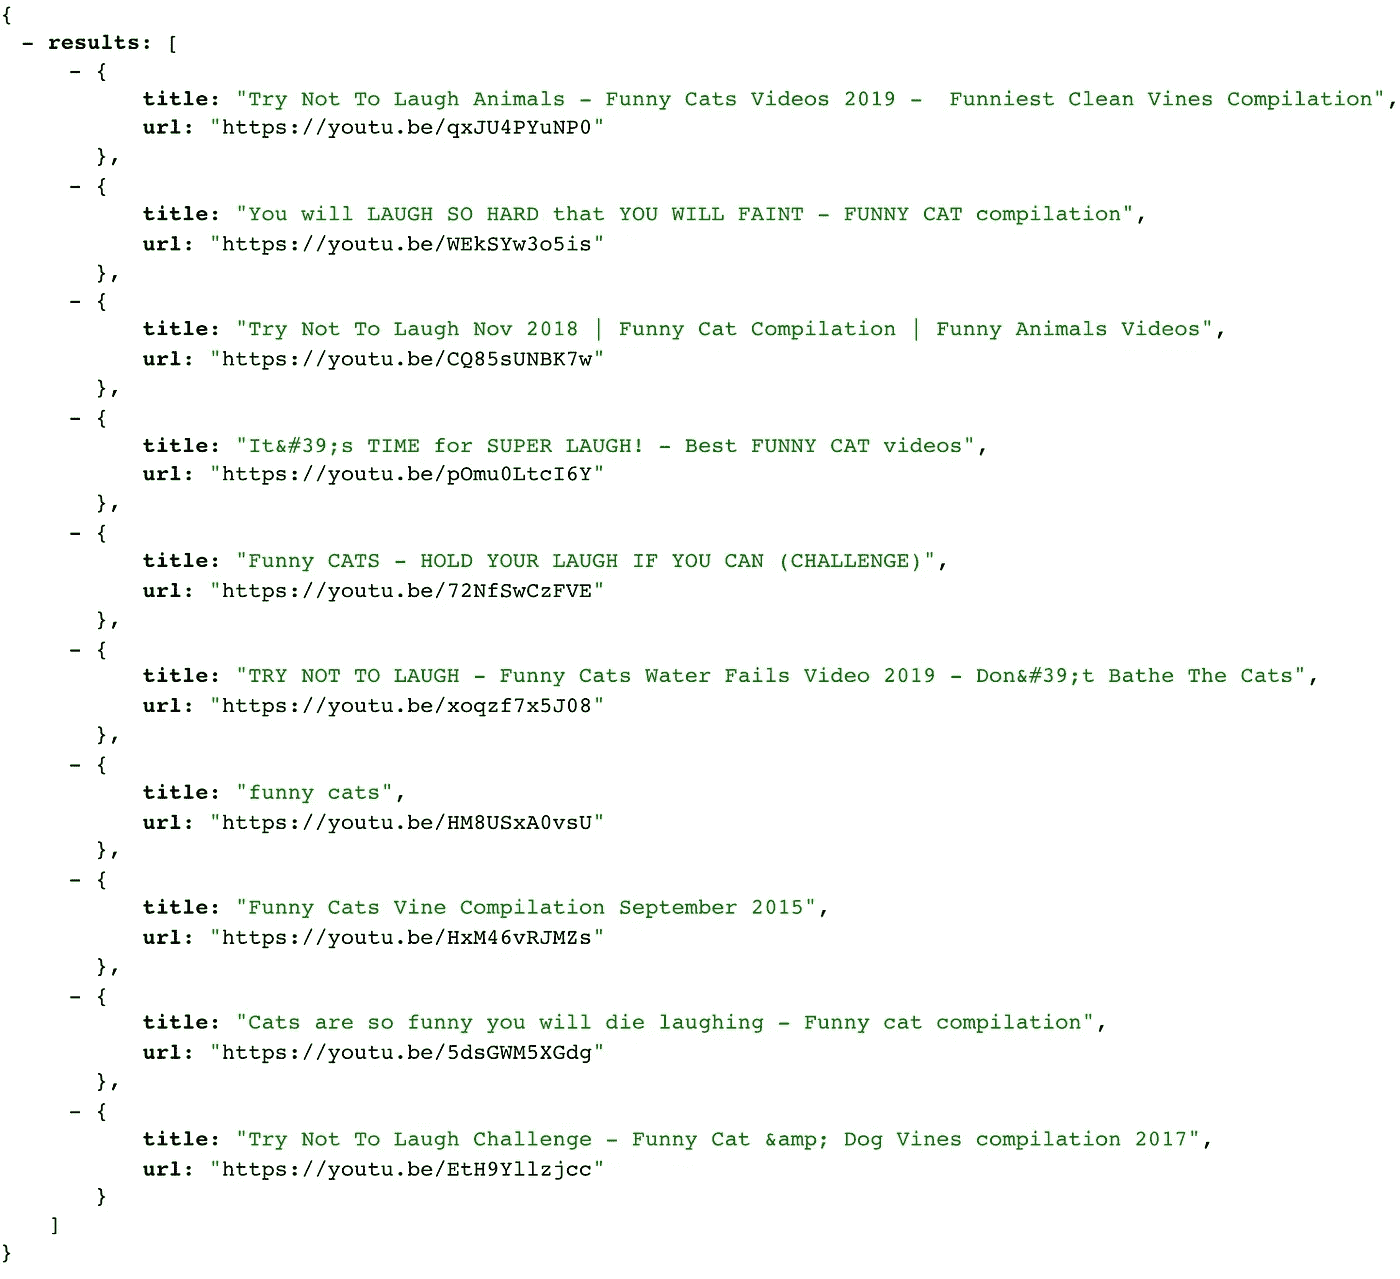 {
- results: [
- {
title: "Try Not To Laugh Animals - Funny Cats Videos 2019 -  Funniest Clean Vines Compilation",
url: "https://youtu.be/qxJU4PYuNP0"
},
- {
title: "You will LAUGH SO HARD that YOU WILL FAINT - FUNNY CAT compilation",
url: "https://youtu.be/WEkSYw3o5is"
},
- {
title: "Try Not To Laugh Nov 2018 | Funny Cat Compilation | Funny Animals Videos",
url: "https://youtu.be/CQ85sUNBK7w"
},
- {
title: "It&#39;s TIME for SUPER LAUGH! - Best FUNNY CAT videos",
url: "https://youtu.be/pOmu0LtcI6Y"
},
- {
title: "Funny CATS - HOLD YOUR LAUGH IF YOU CAN (CHALLENGE)",
url: "https://youtu.be/72NfSwCzFVE"
},
- {
title: "TRY NOT TO LAUGH - Funny Cats Water Fails Video 2019 - Don&#39;t Bathe The Cats",
url: "https://youtu.be/xoqzf7x5J08"
},
- {
title: "funny cats",
url: "https://youtu.be/HM8USxA0vsU"
},
- {
title: "Funny Cats Vine Compilation September 2015",
url: "https://youtu.be/HxM46vRJMZs"
},
- {
title: "Cats are so funny you will die laughing - Funny cat compilation",
url: "https://youtu.be/5dsGWM5XGdg"
},
- {
title: "Try Not To Laugh Challenge - Funny Cat &amp; Dog Vines compilation 2017",
url: "https://youtu.be/EtH9Yllzjcc"
}
]
}